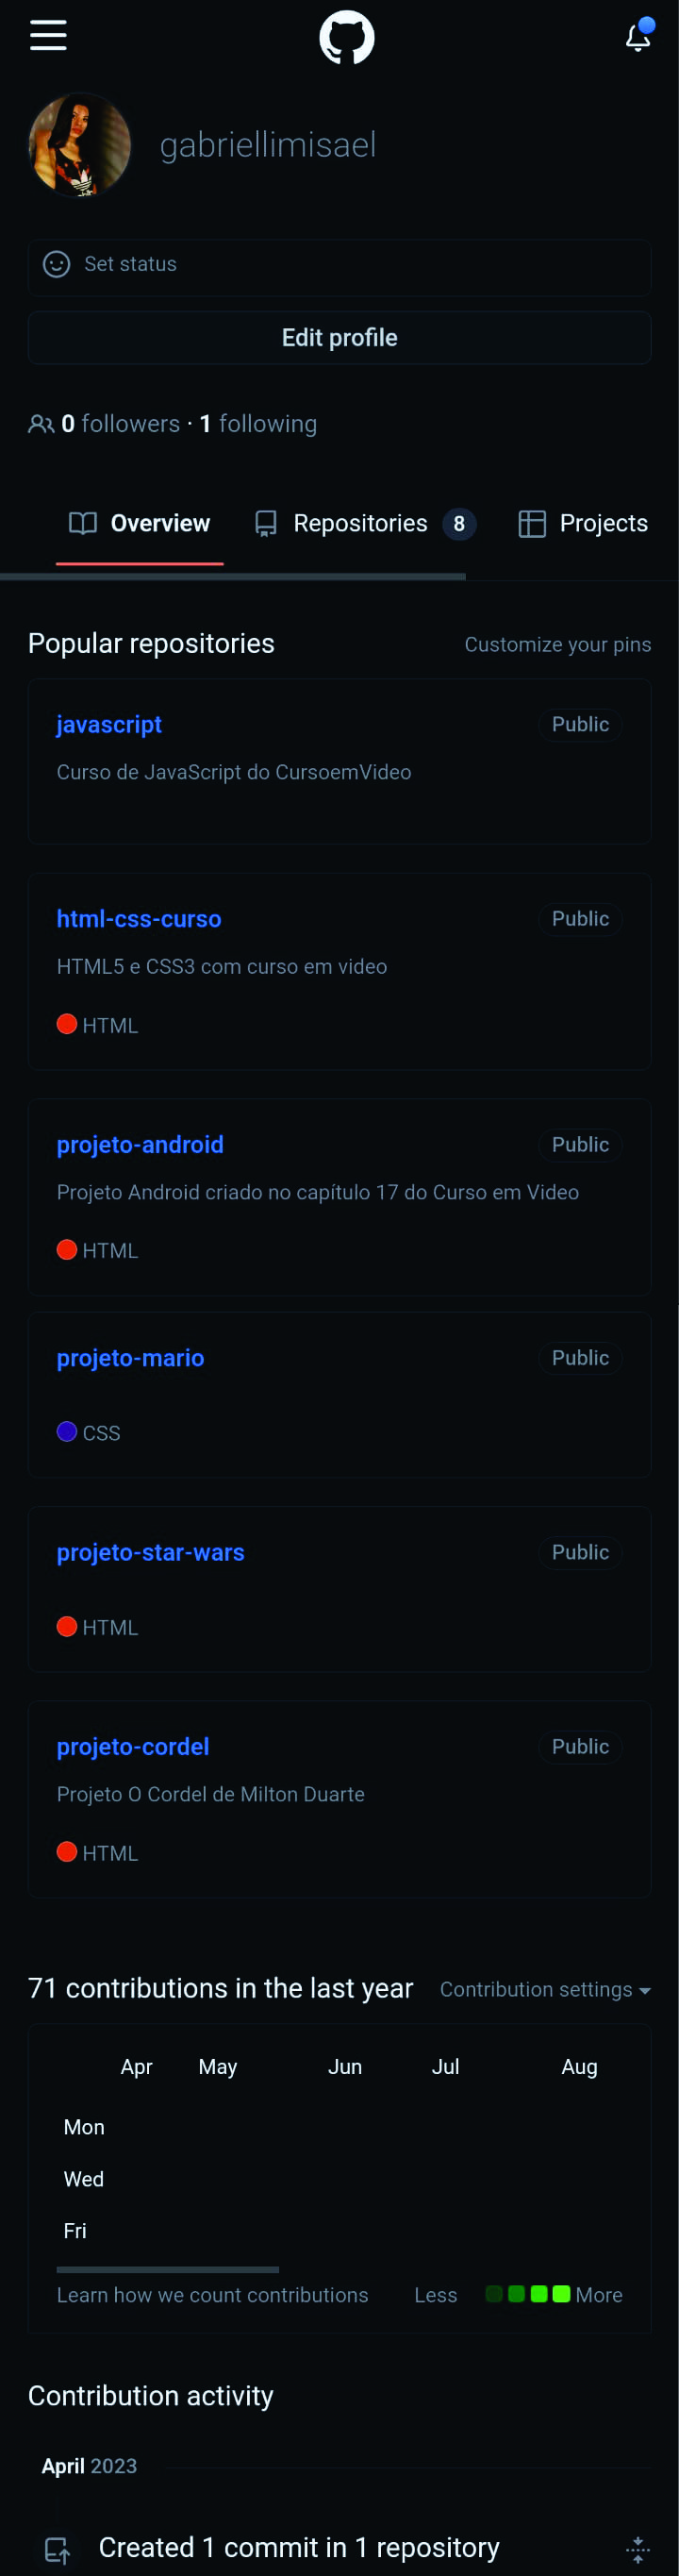 gabriellimisael
Set status
Edit profile
0 followers · 1 following
Overview Repositories 8 Projects
Popular repositories Customize your pins
javascript Public
Curso de JavaScript do CursoemVideo
html-css-curso Public
HTML5 e CSS3 com curso em video
HTML
projeto-android Public
Projeto Android criado no capítulo 17 do Curso em Video
HTML
projeto-mario Public
CSS
projeto-star-wars Public
HTML
projeto-cordel Public
Projeto O Cordel de Milton Duarte
HTML
71 contributions in the last year Contribution settings
Apr May Jun Jul Aug
Mon
Wed
Fri
Learn how we count contributions Less More
Contribution activity
April 2023
Created 1 commit in 1 repository